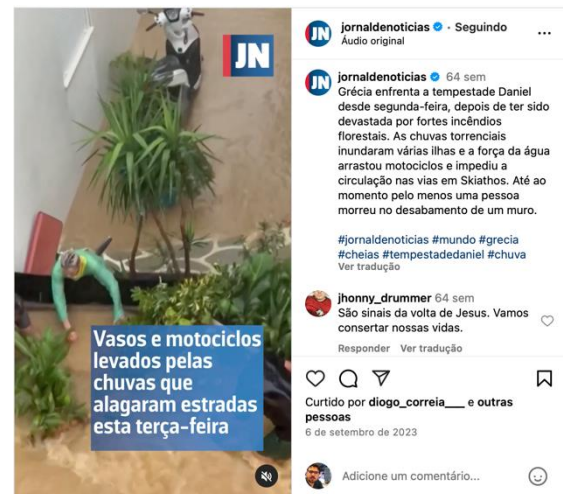 JN
Vasos e motociclos
levados pelas
chuvas que
alagaram estradas
esta terça-feira
JN
jornaldenoticias · Seguindo
Áudio original
JN
jornaldenoticias 64 sem
Grécia enfrenta a tempestade Daniel
desde segunda-feira, depois de ter sido
devastada por fortes incêndios
florestais. As chuvas torrenciais
inundaram várias ilhas e a força da água
arrastou motociclos e impediu a
circulação nas vias em Skiathos. Até ao
momento pelo menos uma pessoa
morreu no desabamento de um muro.
#jornaldenoticias #mundo #grecia
#cheias #tempestadedaniel #chuva
Ver tradução
jhonny_drummer 64 sem
São sinais da volta de Jesus. Vamos
consertar nossas vidas.
Responder Ver tradução
Curtido por diogo_correia___ e outras
pessoas
6 de setembro de 2023
Adicione um comentário...